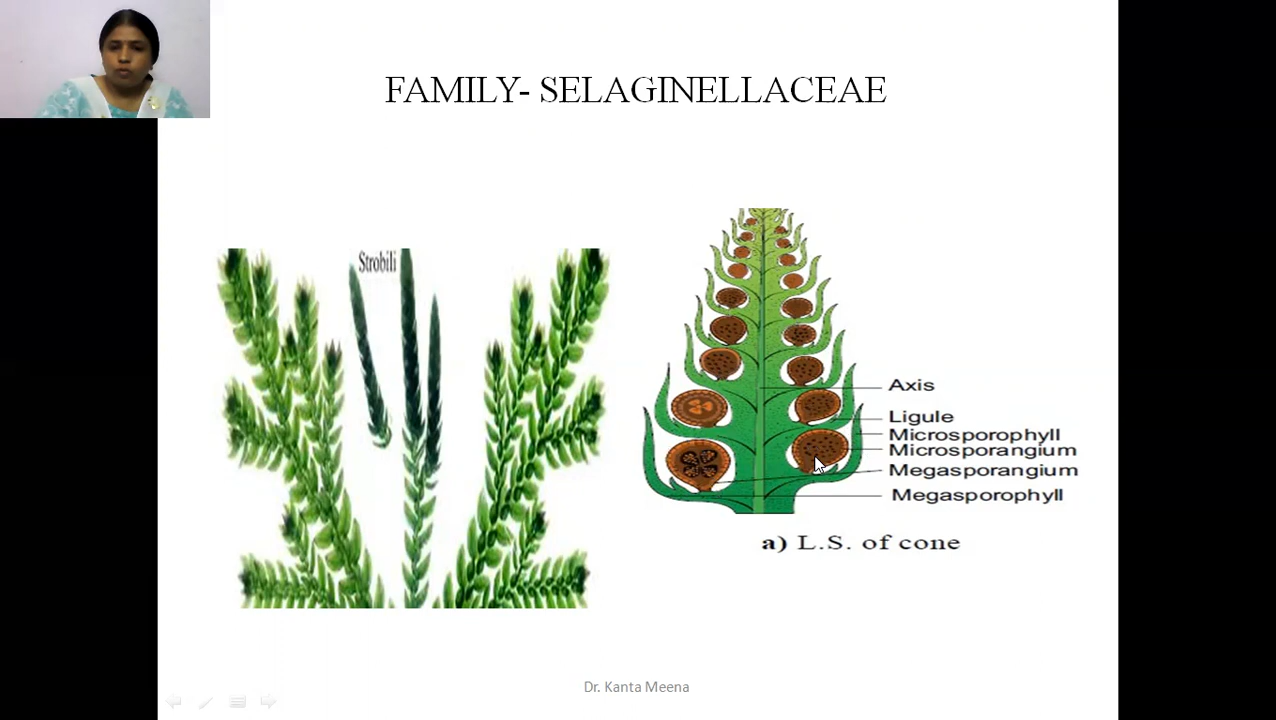 FAMILY- SELAGINELLACEAE
Strobili
Axis
Ligule
Microsporophyll
Microsporangium
Megasporangium
Megasporophyll
a) L.S. of cone
Dr. Kanta Meena